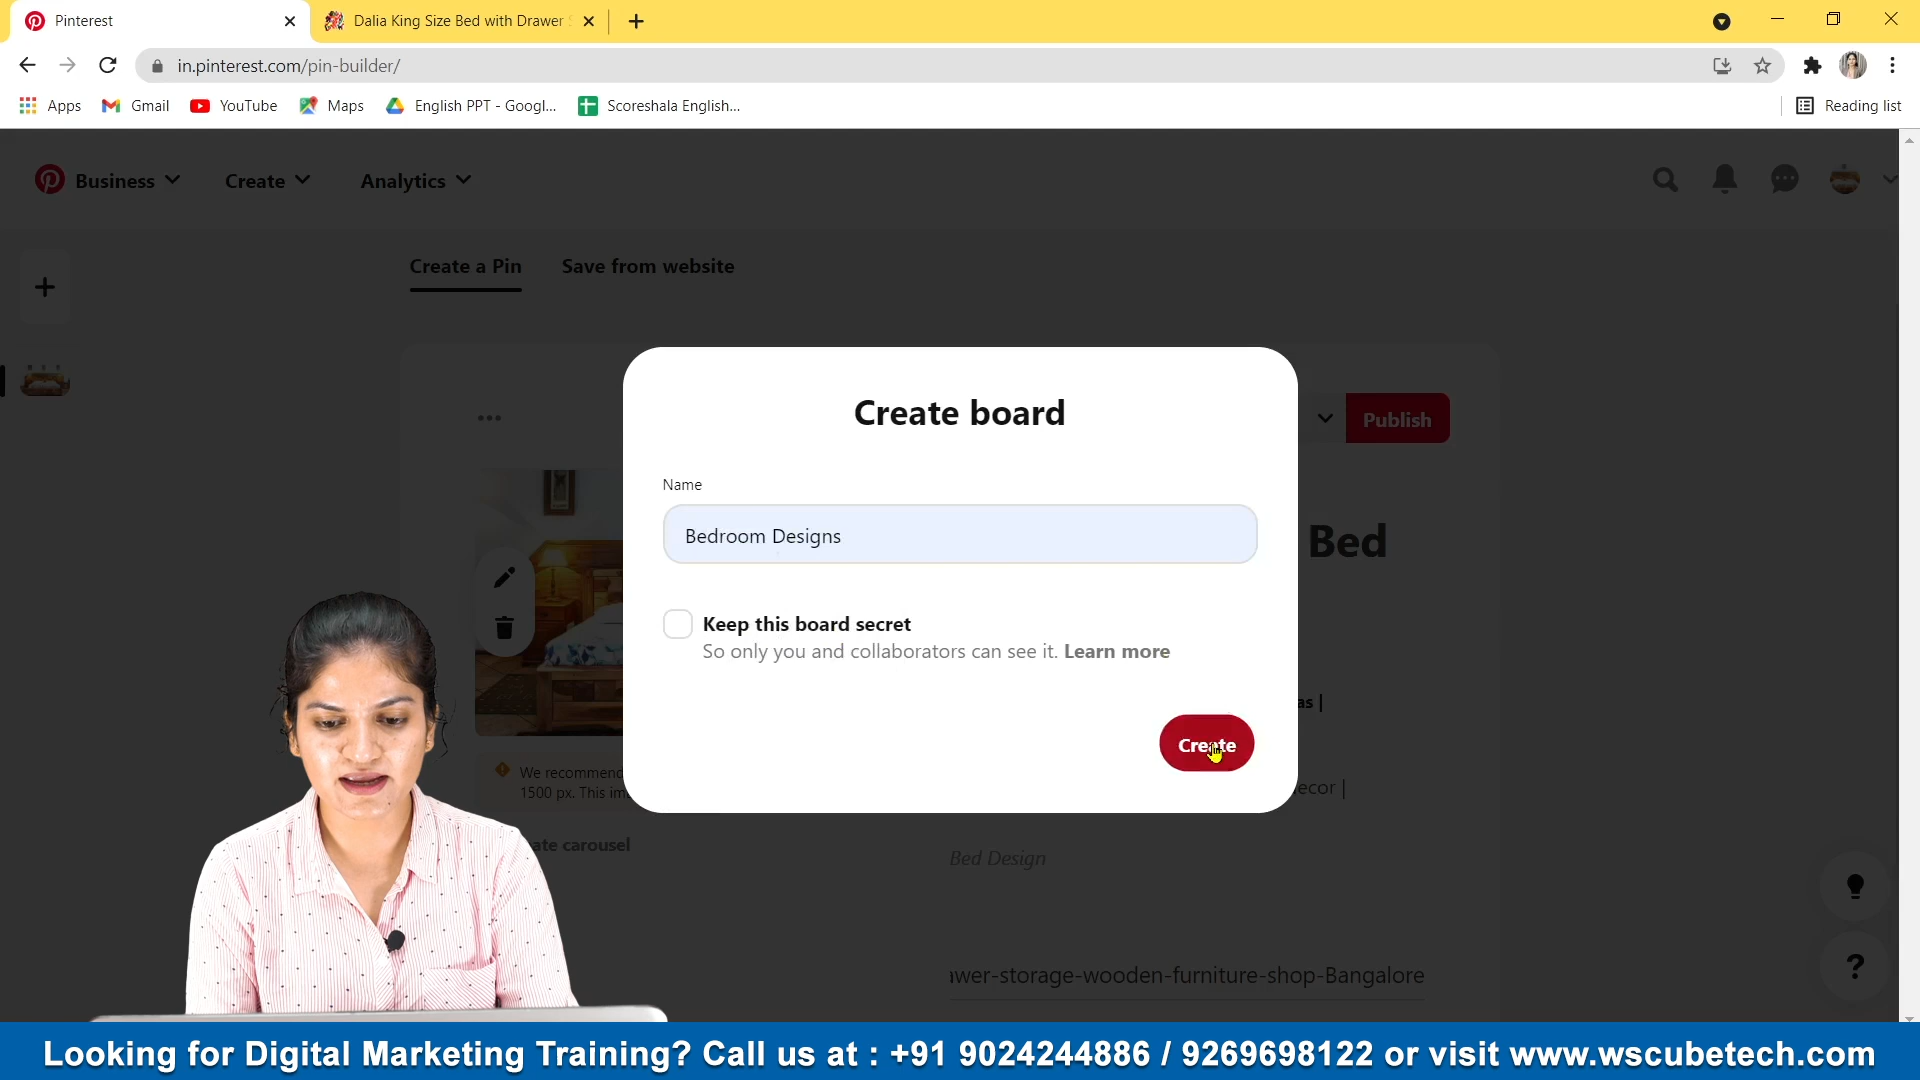 Pinterest
Dalia King Size Bed with Drawer
in.pinterest.com/pin-builder/
Apps
Gmail
YouTube
Maps
English PPT - Googl...
Scoreshala English...
Reading list
Business
Create
Analytics
Create a Pin
Save from website
Publish
Create board
Name
Bedroom Designs
Bed
Keep this board secret
So only you and collaborators can see it. Learn more
as |
Create
We recommend
1500 px. This im
ecor |
ate carousel
Bed Design
wer-storage-wooden-furniture-shop-Bangalore
?
Looking for Digital Marketing Training? Call us at : +91 9024244886 / 9269698122 or visit www.wscubetech.com